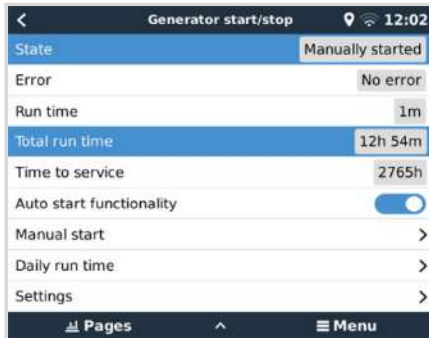 Generator start/stop 12:02
State Manually started
Error No error
Run time 1m
Total run time 12h 54m
Time to service 2765h
Auto start functionality
Manual start
Daily run time
Settings
Pages Menu